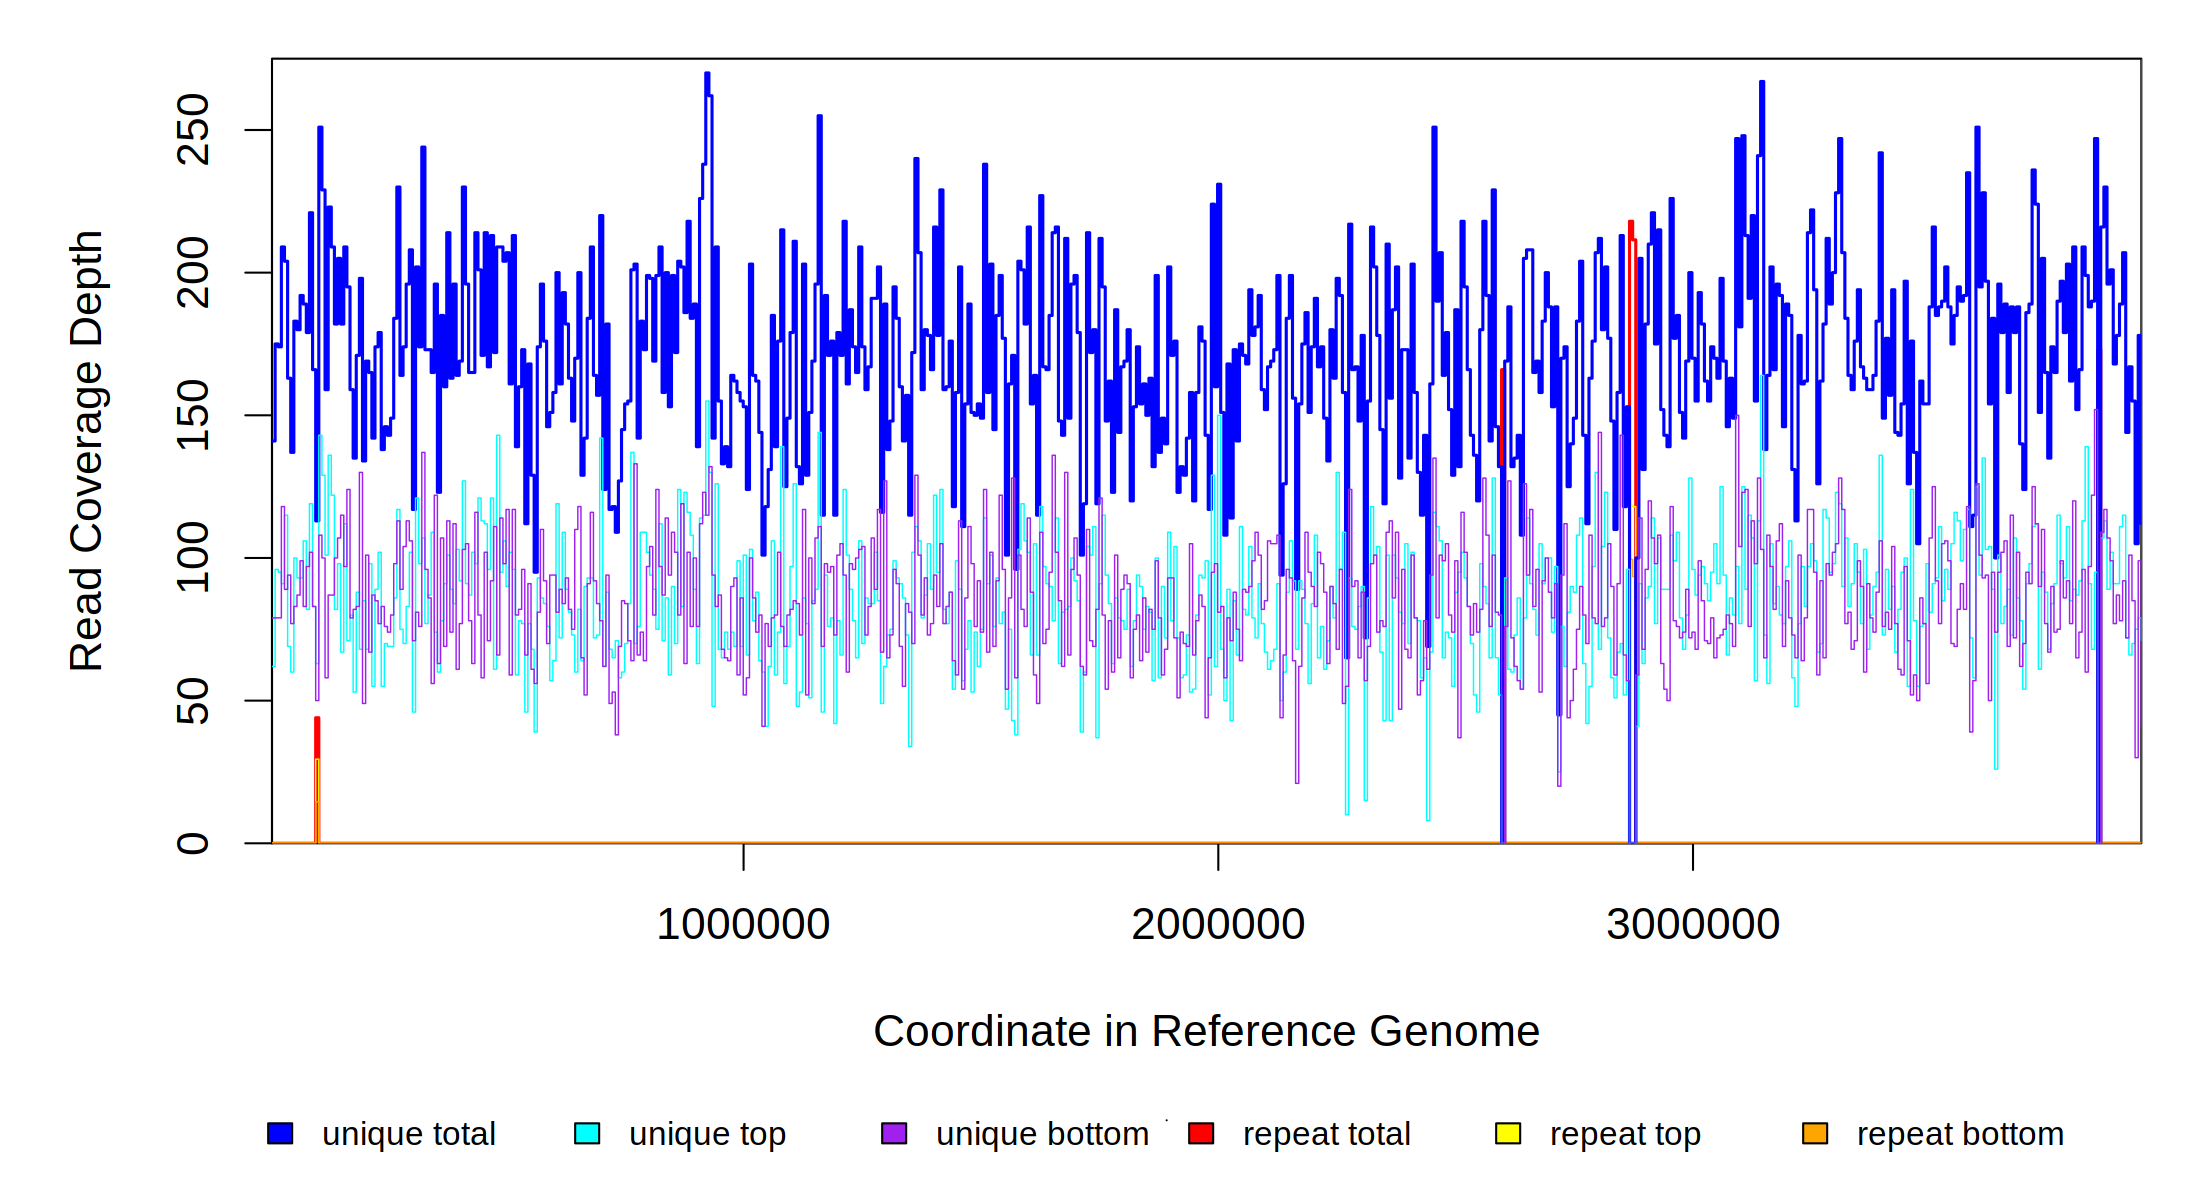 250
200
150
100
50
0
Read Coverage Depth
1000000 2000000 3000000
Coordinate in Reference Genome
unique total unique top unique bottom repeat total repeat top repeat bottom